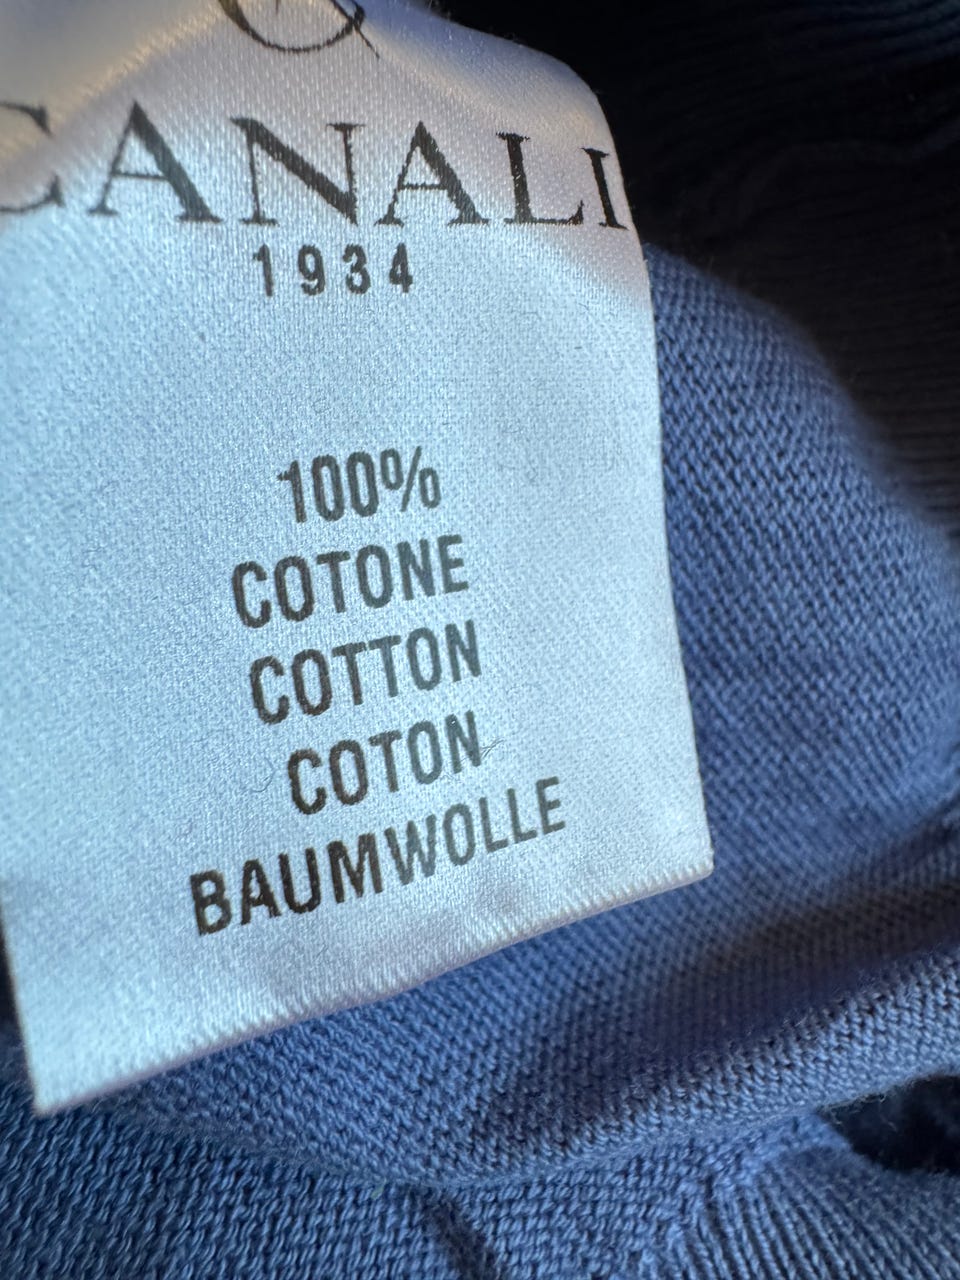 CANALI
1934
100%
COTONE
COTTON
COTON
BAUMWOLLE